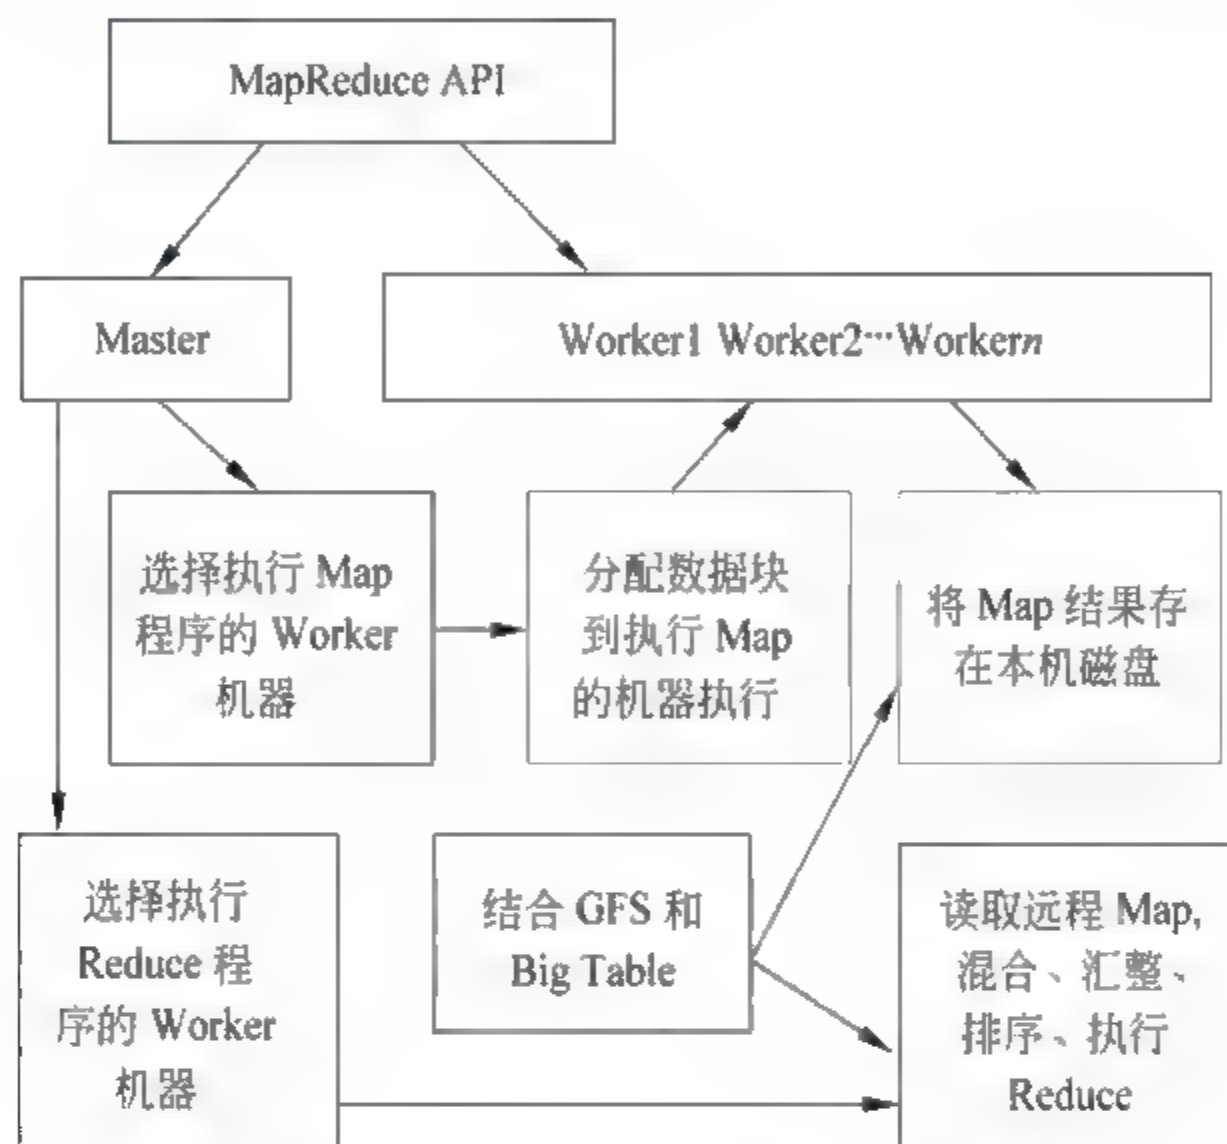 MapReduce API
Master
Worker1 Worker2…Workern
选择执行 Map
程序的 Worker
机器
分配数据块
到执行 Map
的机器执行
将 Map 结果存
在本机磁盘
选择执行
Reduce 程
序的 Worker
机器
结合 GFS 和
Big Table
读取远程 Map,
混合、汇整、
排序、执行
Reduce